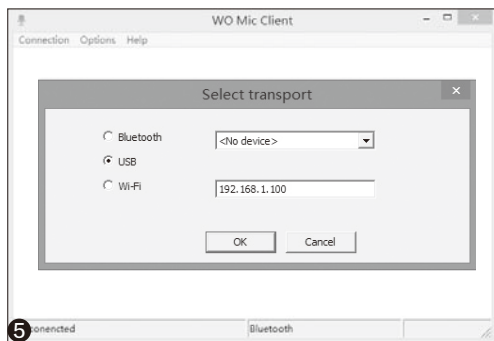 WO Mic Client
Connection Options Help
Select transport
Bluetooth <No device>
USB
Wi-Fi 192.168.1.100
OK Cancel
5 Bluetooth